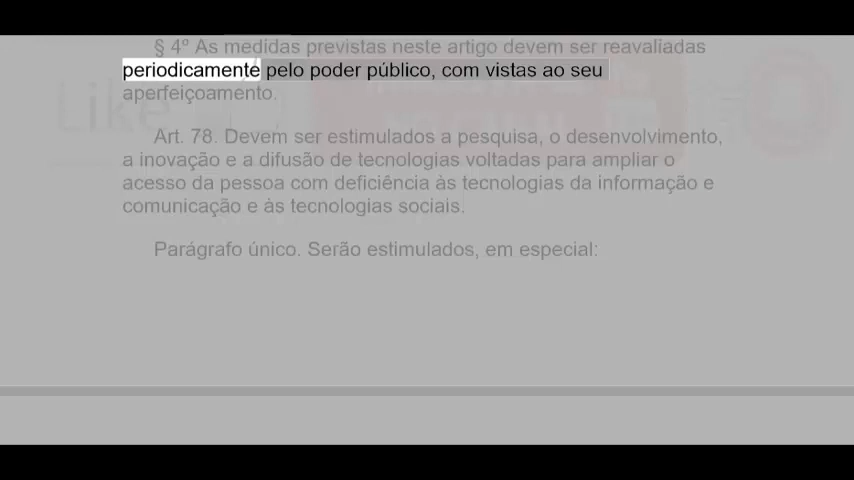 § 4º As medidas previstas neste artigo devem ser reavaliadas
periodicamente pelo poder público, com vistas ao seu
aperfeiçoamento.
Art. 78. Devem ser estimulados a pesquisa, o desenvolvimento,
a inovação e a difusão de tecnologias voltadas para ampliar o
acesso da pessoa com deficiência às tecnologias da informação e
comunicação e às tecnologias sociais.
Parágrafo único. Serão estimulados, em especial:
Like